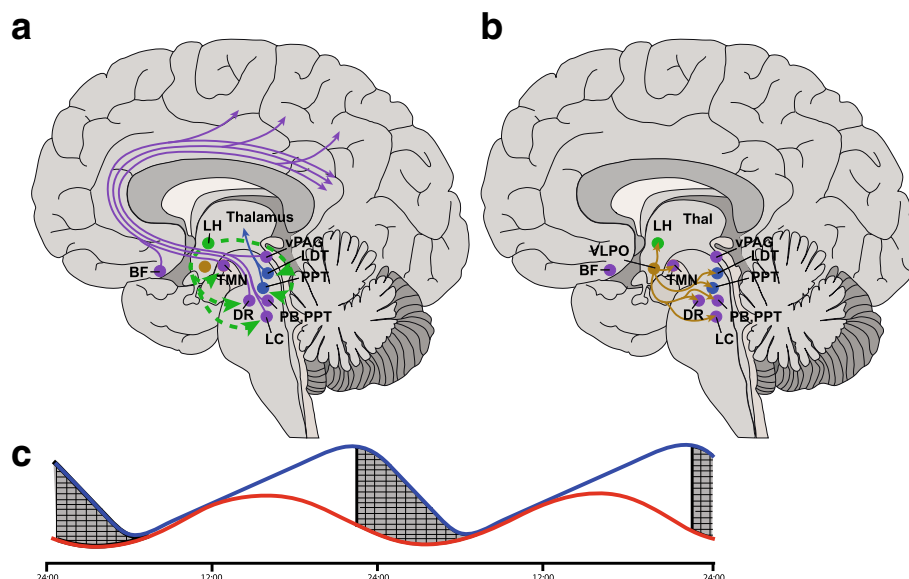 a
b
LH
Thalamus
vPAG
LDT
BF
TMN
PPT
DR
PB,PPT
LC
LH
Thal
VLPO
vPAG
LDT
BF
TMN
PPT
DR
PB,PPT
LC
c
24:00
12:00
24:00
12:00
24:00